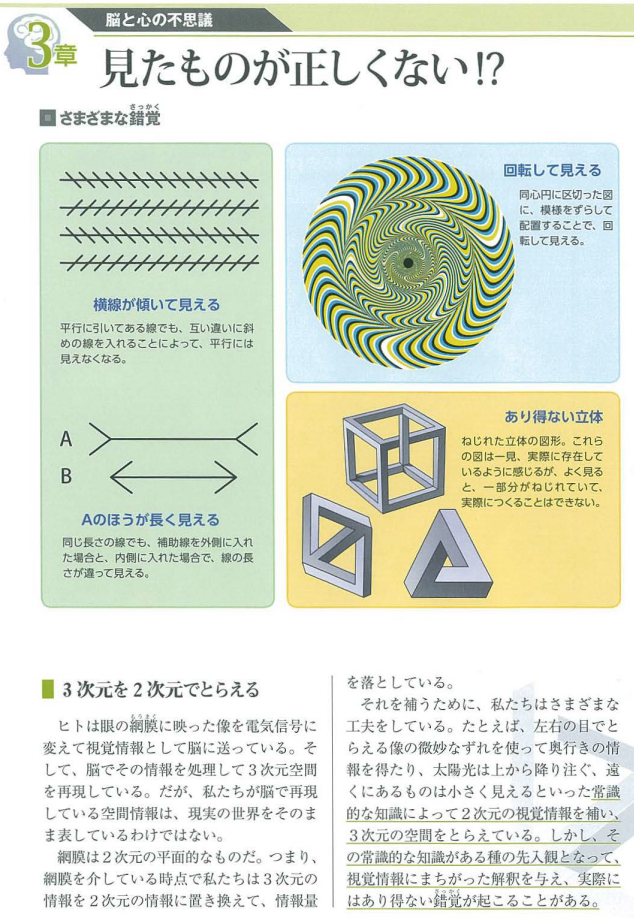 脳と心の不思議
3章
見たものが正しくない!?
さまざまな錯覚
さっかく
横線が傾いて見える
平行に引いてある線でも、互い違いに斜
めの線を入れることによって、平行には
見えなくなる。
A
B
Aのほうが長く見える
同じ長さの線でも、補助線を外側に入れ
た場合と、内側に入れた場合で、線の長
さが違って見える。
回転して見える
同心円に区切った図
に、模様をずらして
配置することで、回
転して見える。
あり得ない立体
ねじれた立体の図形。これら
の図は一見、実際に存在して
いるように感じるが、よく見る
と、一部分がねじれていて、
実際につくることはできない。
3次元を2次元でとらえる
ヒトは眼の網膜に映った像を電気信号に
もうまく
変えて視覚情報として脳に送っている。そ
して、脳でその情報を処理して3次元空間
を再現している。だが、私たちが脳で再現
している空間情報は、現実の世界をそのま
ま表しているわけではない。
網膜は2次元の平面的なものだ。つまり、
網膜を介している時点で私たちは3次元の
情報を2次元の情報に置き換えて、情報量
を落としている。
それを補うために、私たちはさまざまな
工夫をしている。たとえば、左右の目でと
らえる像の微妙なずれを使って奥行きの情
報を得たり、太陽光は上から降り注ぐ、遠
くにあるものは小さく見えるといった常識
的な知識によって2次元の視覚情報を補い、
3次元の空間をとらえている。しかし、そ
の常識的な知識がある種の先入観となって、
視覚情報にまちがった解釈を与え、実際に
はあり得ない錯覚が起こることがある。
さっかく